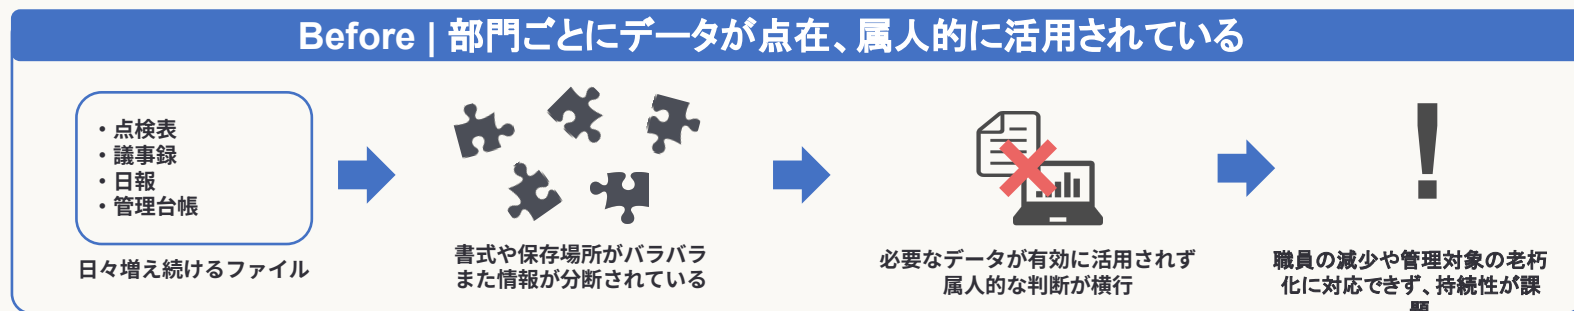 Before | 部門ごとにデータが点在、属人的に活用されている
・点検表
・議事録
・日報
・管理台帳
日々増え続けるファイル
書式や保存場所がバラバラ
また情報が分断されている
必要なデータが有効に活用されず
属人的な判断が横行
職員の減少や管理対象の老朽
化に対応できず、持続性が課
題